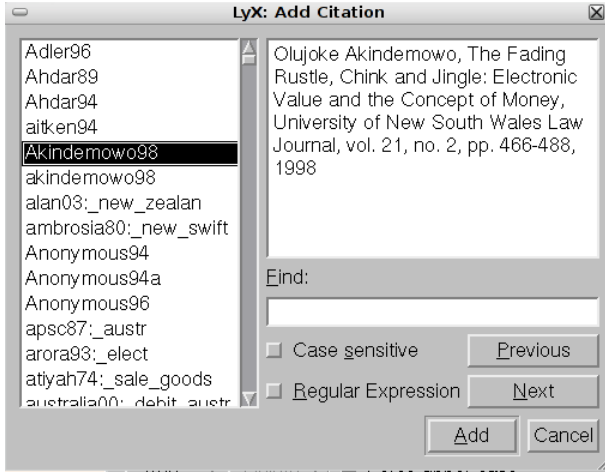 LyX: Add Citation
Adler96
Ahdar89
Ahdar94
aitken94
Akindemowo98
akindemowo98
alan03:_new_zealan
ambrosia80:_new_swift
Anonymous94
Anonymous94a
Anonymous96
apsc87:_austr
arora93:_elect
atiyah74:_sale_goods
australia00:_debit_austr
Olujoke Akindemowo, The Fading
Rustle, Chink and Jingle: Electronic
Value and the Concept of Money,
University of New South Wales Law
Journal, vol. 21, no. 2, pp. 466-488,
1998
Find:
Case sensitive
Previous
Regular Expression
Next
Add
Cancel